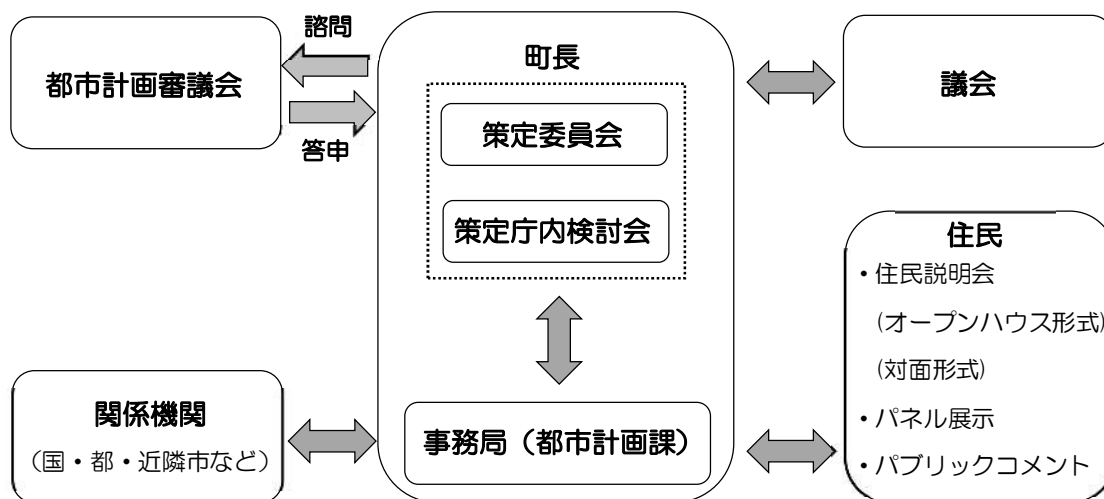 諮問
都市計画審議会
答申
町長
策定委員会
策定庁内検討会
事務局（都市計画課）
議会
住民
・住民説明会
(オープンハウス形式)
(対面形式)
・パネル展示
・パブリックコメント
関係機関
（国・都・近隣市など）